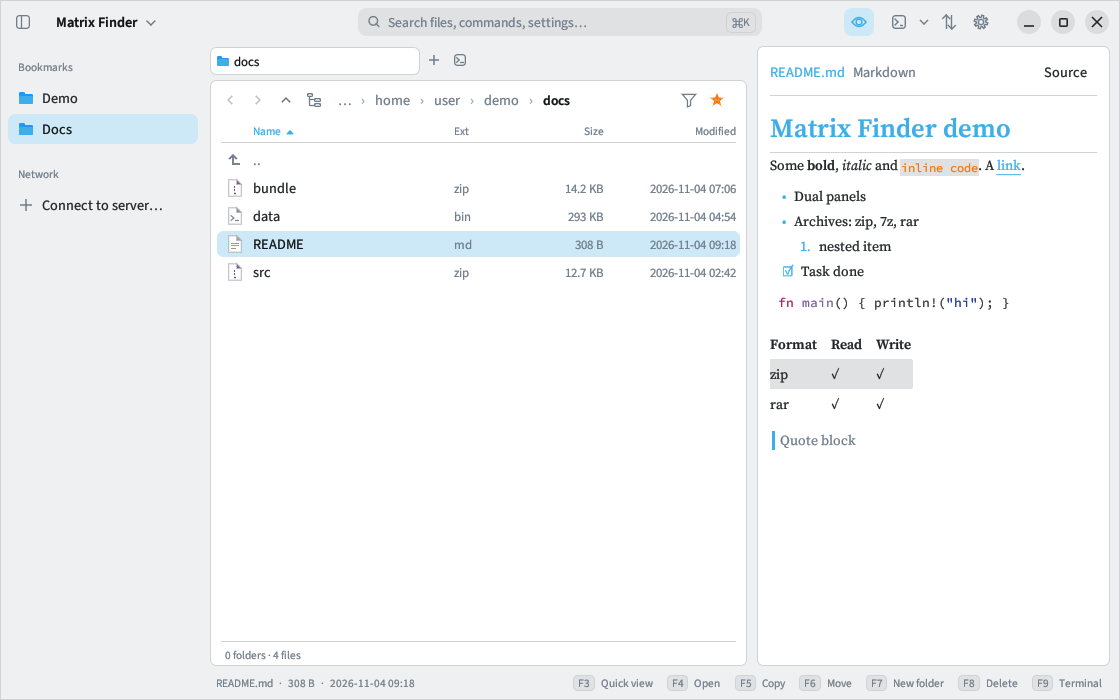 Matrix Finder
Search files, commands, settings…
⌘K
Bookmarks
Demo
Docs
Network
Connect to server…
docs
… › home › user › demo › docs
Name Ext Size Modified
..
bundle zip 14.2 KB 2026-11-04 07:06
data bin 293 KB 2026-11-04 04:54
README md 308 B 2026-11-04 09:18
src zip 12.7 KB 2026-11-04 02:42
0 folders · 4 files
README.md Markdown Source
Matrix Finder demo
Some bold, italic and inline code. A link.
• Dual panels
• Archives: zip, 7z, rar
1. nested item
Task done
fn main() { println!("hi"); }
Format Read Write
zip ✓ ✓
rar ✓ ✓
Quote block
README.md · 308 B · 2026-11-04 09:18
F3 Quick view F4 Open F5 Copy F6 Move F7 New folder F8 Delete F9 Terminal